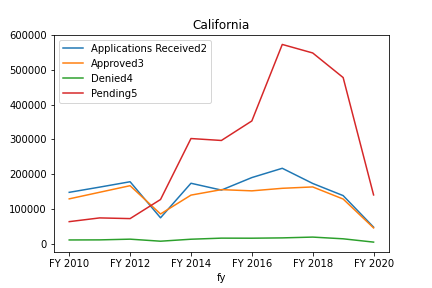 California
600000
500000
400000
300000
200000
100000
0
Applications Received2
Approved3
Denied4
Pending5
FY 2010 FY 2012 FY 2014 FY 2016 FY 2018 FY 2020
fy